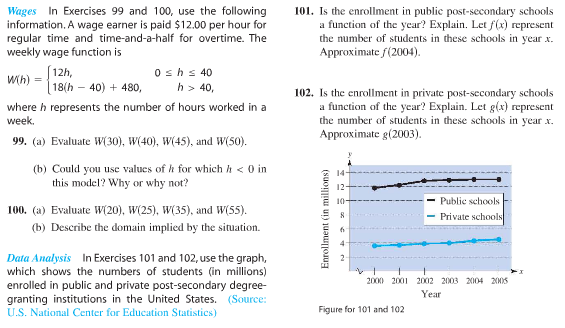 Wages In Exercises 99 and 100, use the following
information. A wage earner is paid $12.00 per hour for
regular time and time-and-a-half for overtime. The
weekly wage function is
W(h) = { 12h, 0 ≤ h ≤ 40
18(h − 40) + 480, h > 40,
where h represents the number of hours worked in a
week.
99. (a) Evaluate W(30), W(40), W(45), and W(50).
(b) Could you use values of h for which h < 0 in
this model? Why or why not?
100. (a) Evaluate W(20), W(25), W(35), and W(55).
(b) Describe the domain implied by the situation.
Data Analysis In Exercises 101 and 102, use the graph,
which shows the numbers of students (in millions)
enrolled in public and private post-secondary degree-
granting institutions in the United States. (Source:
U.S. National Center for Education Statistics)
101. Is the enrollment in public post-secondary schools
a function of the year? Explain. Let f(x) represent
the number of students in these schools in year x.
Approximate f(2004).
102. Is the enrollment in private post-secondary schools
a function of the year? Explain. Let g(x) represent
the number of students in these schools in year x.
Approximate g(2003).
y
Enrollment (in millions)
14
12
10
8
6
4
2
Public schools
Private schools
x
2000 2001 2002 2003 2004 2005
Year
Figure for 101 and 102